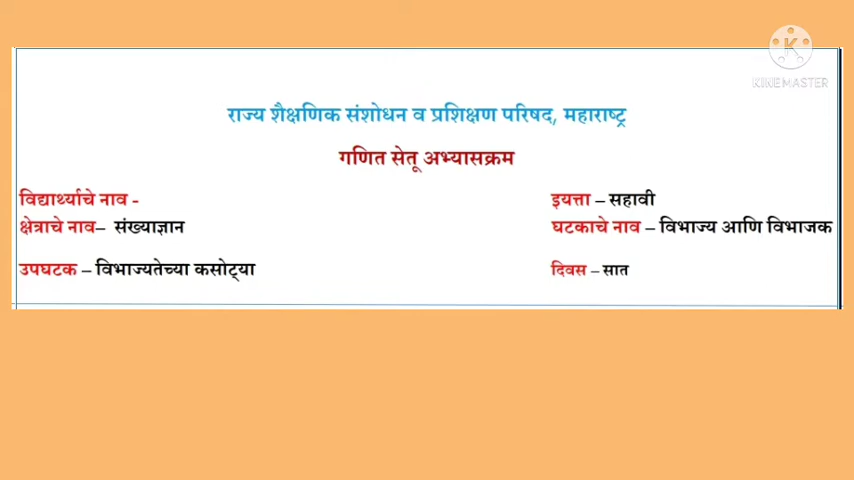 K
KINEMASTER
राज्य शैक्षणिक संशोधन व प्रशिक्षण परिषद, महाराष्ट्र
गणित सेतू अभ्यासक्रम
विद्यार्थ्याचे नाव - इयत्ता – सहावी
क्षेत्राचे नाव– संख्याज्ञान घटकाचे नाव – विभाज्य आणि विभाजक
उपघटक – विभाज्यतेच्या कसोट्या दिवस – सात